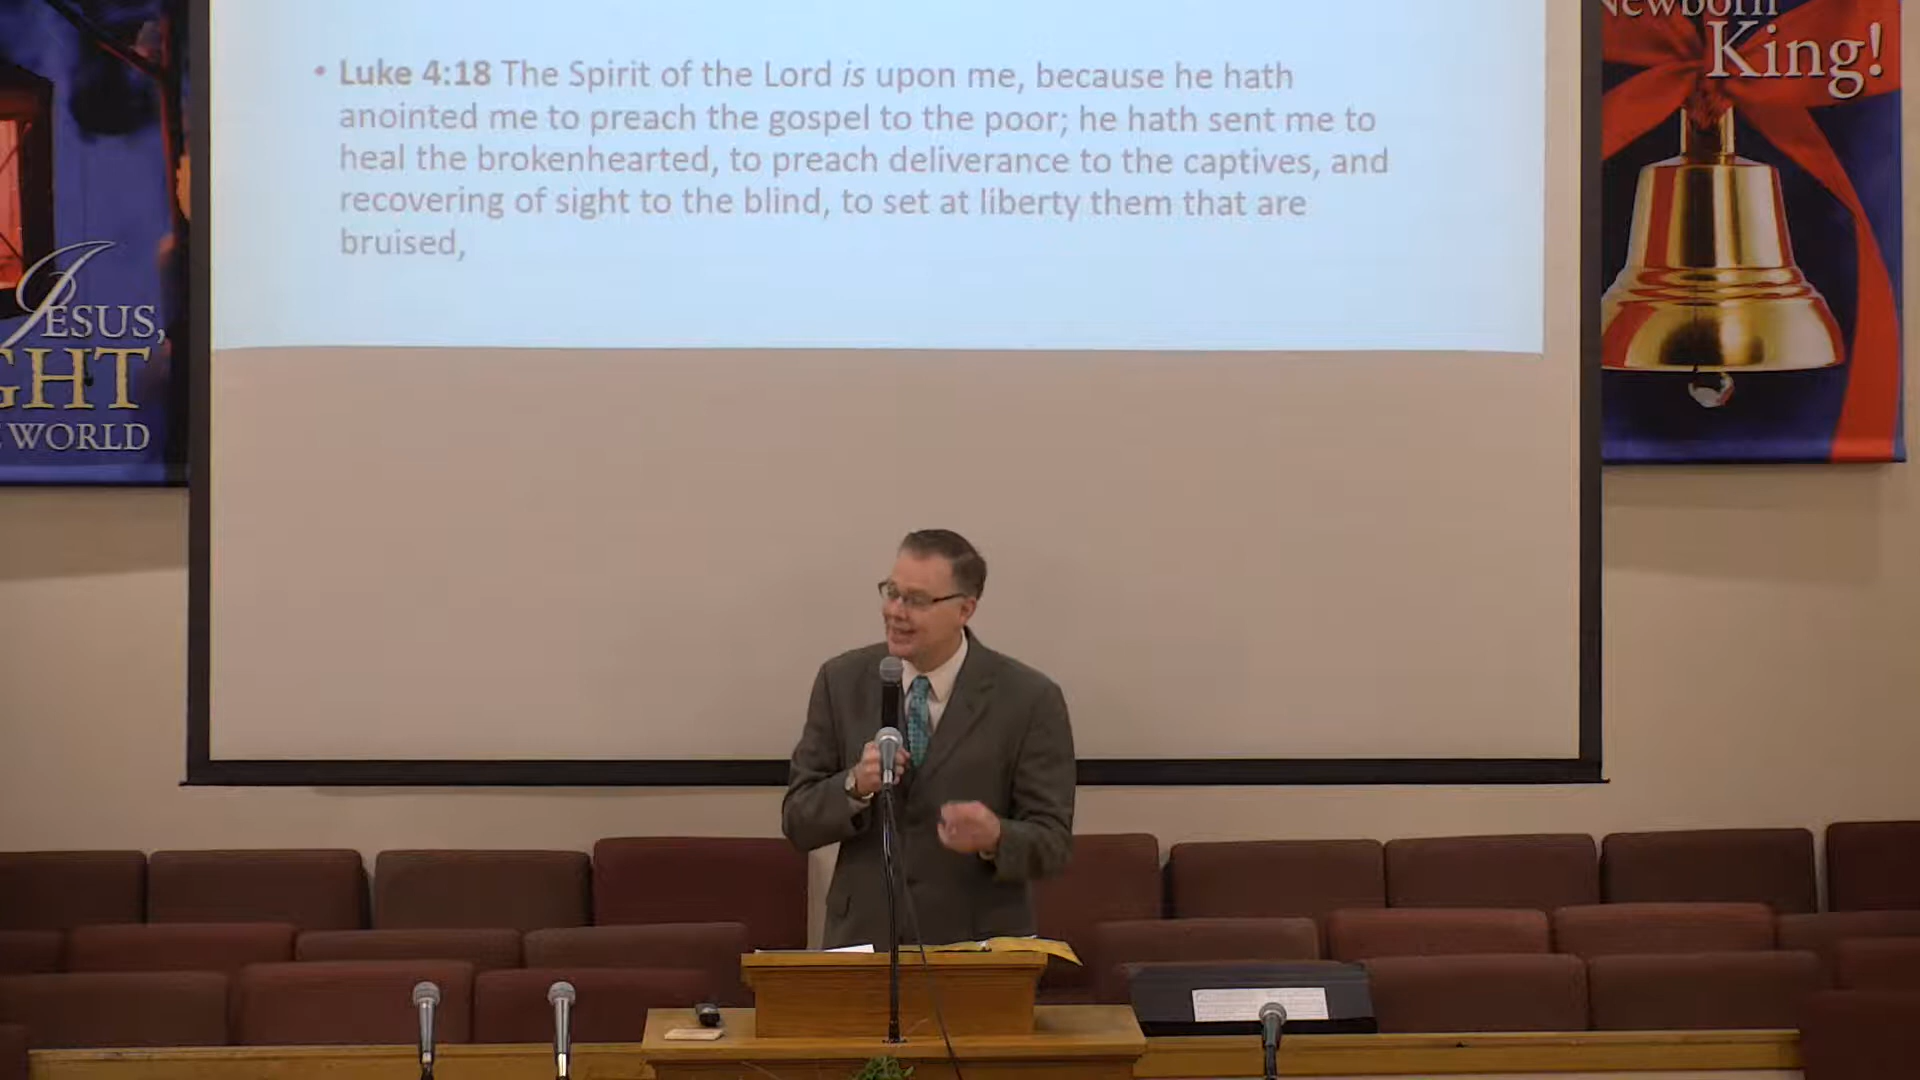 • Luke 4:18 The Spirit of the Lord is upon me, because he hath
anointed me to preach the gospel to the poor; he hath sent me to
heal the brokenhearted, to preach deliverance to the captives, and
recovering of sight to the blind, to set at liberty them that are
bruised,
JESUS,
GHT
WORLD
Newborn
King!